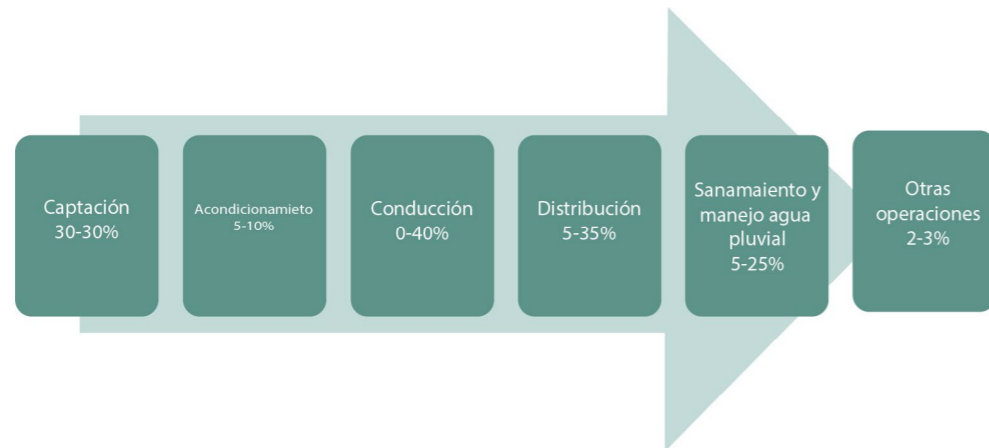 Captación
30-30%
Acondicionamieto
5-10%
Conducción
0-40%
Distribución
5-35%
Sanamaiento y
manejo agua
pluvial
5-25%
Otras
operaciones
2-3%